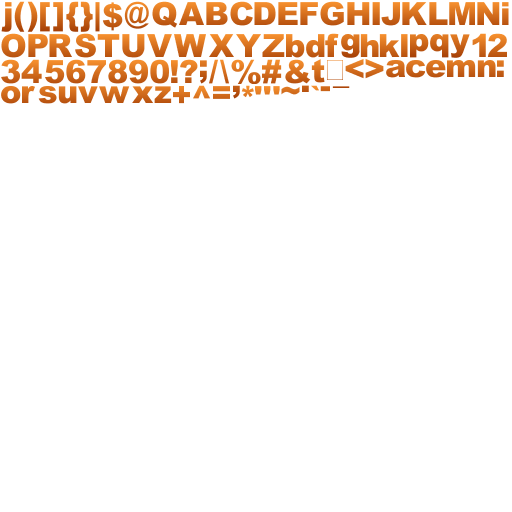 j()[]{}|$@QABCDEFGHIJKLMNi
OPRSTUVWXYZbdfghklpqy12
34567890!?;/\%#&t□<>acemn:
orsuvwxz+^=,*"'~·`-_